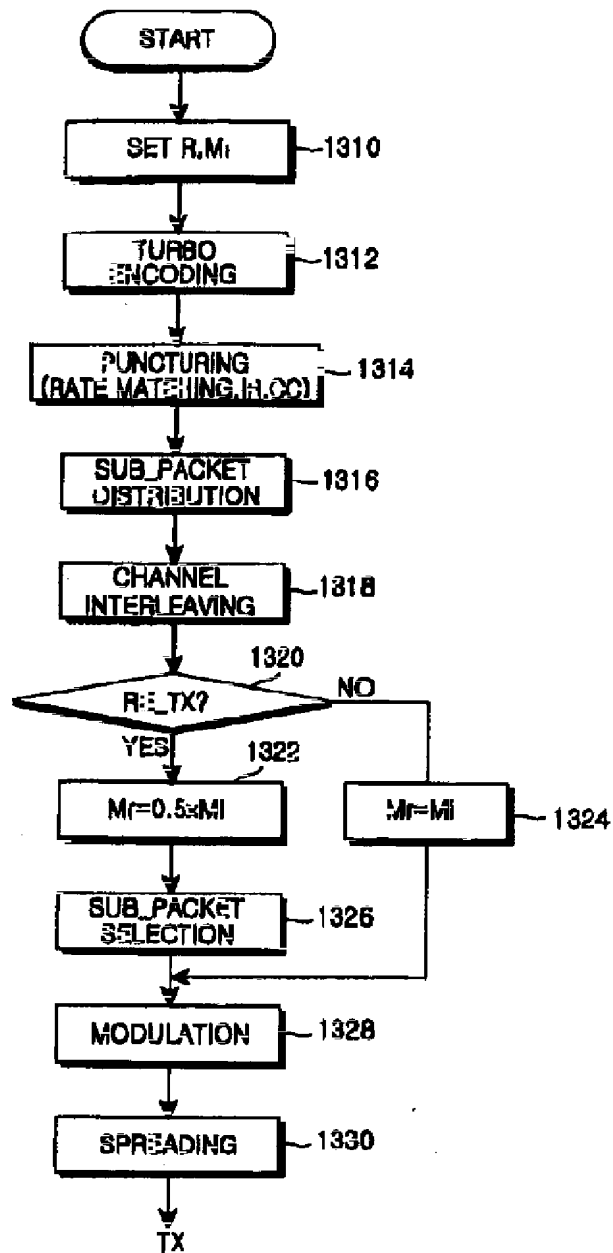 START
SET R,Mi
1310
TURBO
ENCODING
1312
PUNCTURING
(RATE MATCHING,IR,CC)
1314
SUB_PACKET
DISTRIBUTION
1316
CHANNEL
INTERLEAVING
1318
1320
RE_TX?
NO
YES
1322
Mr=0.5xMi
Mr=Mi
1324
SUB_PACKET
SELECTION
1326
MODULATION
1328
SPREADING
1330
TX